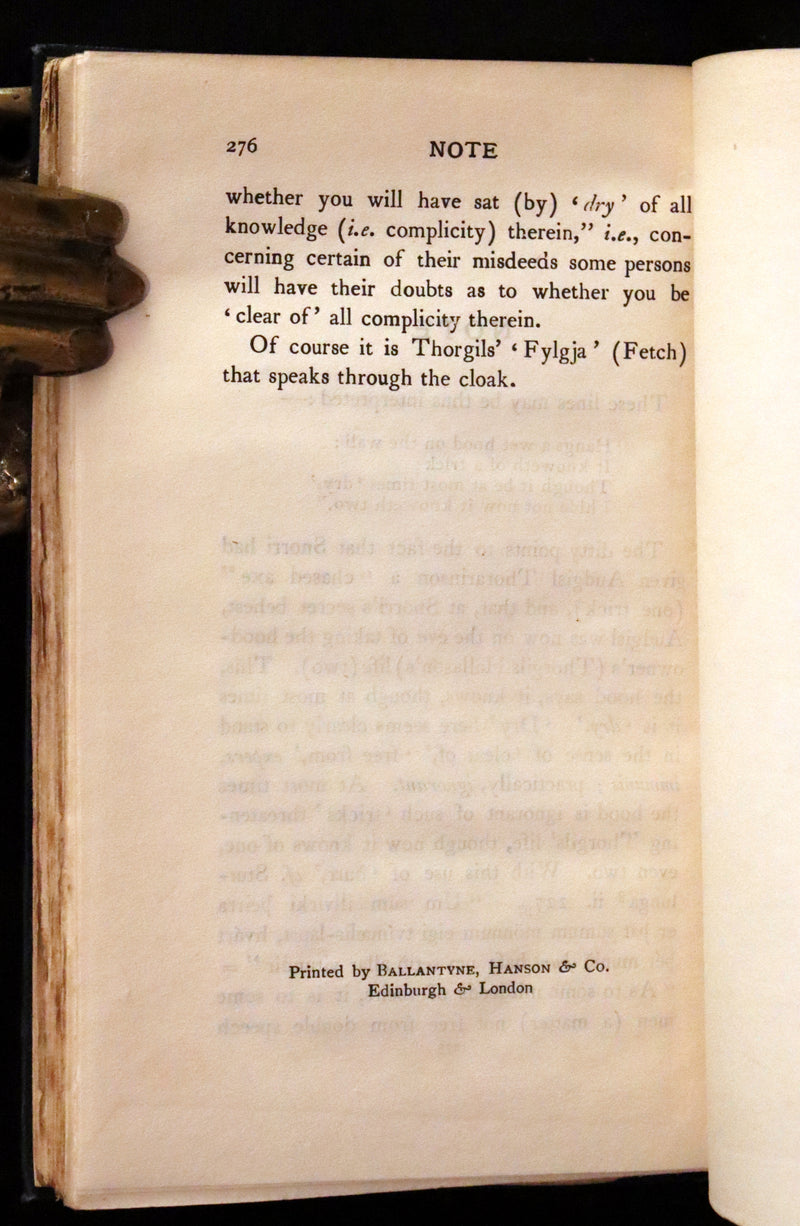 276 NOTE
whether you will have sat (by) ‘dry’ of all
knowledge (i.e. complicity) therein,” i.e., con-
cerning certain of their misdeeds some persons
will have their doubts as to whether you be
‘clear of’ all complicity therein.
Of course it is Thorgils’ ‘Fylgja’ (Fetch)
that speaks through the cloak.
Printed by BALLANTYNE, HANSON & Co.
Edinburgh & London